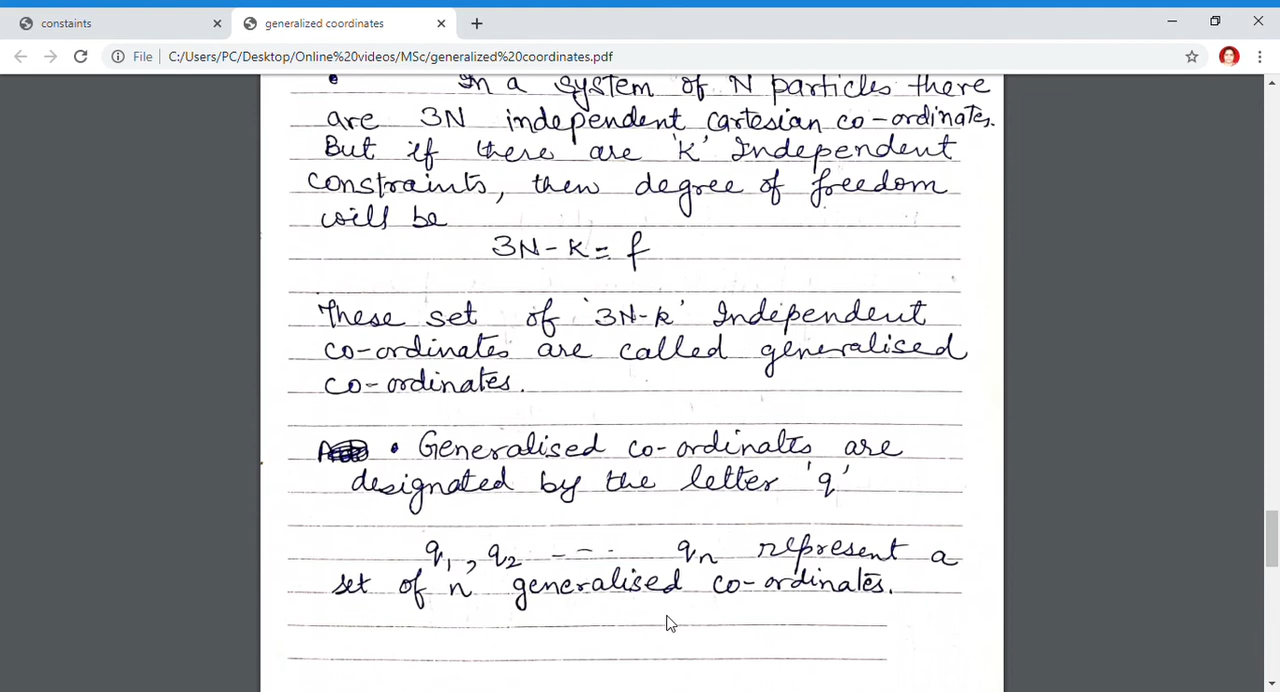 constaints
generalized coordinates
File C:/Users/PC/Desktop/Online%20videos/MSc/generalized%20coordinates.pdf
In a system of N particles there
are 3N independent cartesian co-ordinates.
But if there are 'k' Independent
constraints, then degree of freedom
will be
3N-k = f
These set of '3N-k' Independent
co-ordinates are called generalised
co-ordinates.
• Generalised co-ordinates are
designated by the letter 'q'
q1, q2 ---- qn represent a
set of n generalised co-ordinates.